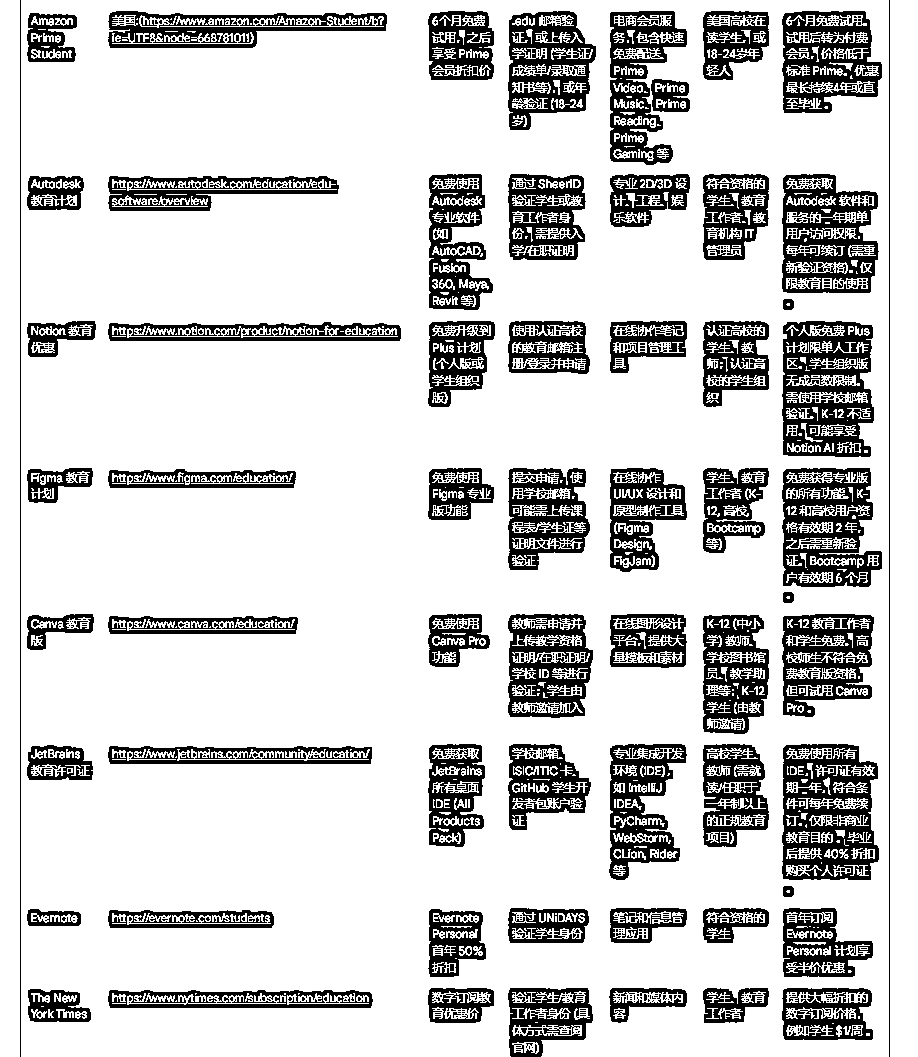 Amazon
Prime
Student
美国:(https://www.amazon.com/Amazon-Student/b?
ie=UTF8&node=668781011)
6个月免费
试用，之后
享受 Prime
会员折扣价
.edu 邮箱验
证，或上传入
学证明 (学生证/
成绩单/录取通
知书等)，或年
龄验证 (18-24
岁)
电商会员服
务，包含快速
免费配送、
Prime
Video、Prime
Music、Prime
Reading、
Prime
Gaming 等
美国高校在
读学生，或
18-24岁年
轻人
6个月免费试用。
试用后转为付费
会员，价格低于
标准 Prime。优惠
最长持续4年或直
至毕业。
Autodesk
教育计划
https://www.autodesk.com/education/edu-
software/overview
免费使用
Autodesk
专业软件
(如
AutoCAD,
Fusion
360, Maya,
Revit 等)
通过 SheerID
验证学生或教
育工作者身
份，需提供入
学/在职证明
专业 2D/3D 设
计、工程、娱
乐软件
符合资格的
学生、教育
工作者、教
育机构 IT
管理员
免费获取
Autodesk 软件和
服务的一年期单
用户访问权限，
每年可续订 (需重
新验证资格)。仅
限教育目的使用
。
Notion 教育
优惠
https://www.notion.com/product/notion-for-education
免费升级到
Plus 计划
(个人版或
学生组织
版)
使用认证高校
的教育邮箱注
册/登录并申请
在线协作笔记
和项目管理工
具
认证高校的
学生、教
师；认证高
校的学生组
织
个人版免费 Plus
计划限单人工作
区。学生组织版
无成员数限制。
需使用学校邮箱
验证。K-12 不适
用。可能享受
Notion AI 折扣。
Figma 教育
计划
https://www.figma.com/education/
免费使用
Figma 专业
版功能
提交申请，使
用学校邮箱，
可能需上传课
程表/学生证等
证明文件进行
验证
在线协作
UI/UX 设计和
原型制作工具
(Figma
Design,
FigJam)
学生、教育
工作者 (K-
12, 高校,
Bootcamp
等)
免费获得专业版
的所有功能。K-
12 和高校用户资
格有效期 2 年，
之后需重新验
证。Bootcamp 用
户有效期 6 个月
。
Canva 教育
版
https://www.canva.com/education/
免费使用
Canva Pro
功能
教师需申请并
上传教学资格
证明/在职证明/
学校 ID 等进行
验证；学生由
教师邀请加入
在线图形设计
平台，提供大
量模板和素材
K-12 (中小
学) 教师、
学校图书馆
员、教学助
理等；K-12
学生 (由教
师邀请)
K-12 教育工作者
和学生免费。高
校师生不符合免
费教育版资格，
但可试用 Canva
Pro。
JetBrains
教育许可证
https://www.jetbrains.com/community/education/
免费获取
JetBrains
所有桌面
IDE (All
Products
Pack)
学校邮箱、
ISIC/ITIC 卡、
GitHub 学生开
发者包账户验
证
专业集成开发
环境 (IDE)，
如 IntelliJ
IDEA,
PyCharm,
WebStorm,
CLion, Rider
等
高校学生、
教师 (需就
读/任职于
一年制以上
的正规教育
项目)
免费使用所有
IDE。许可证有效
期一年，符合条
件可每年免费续
订。仅限非商业
教育目的。毕业
后提供 40% 折扣
购买个人许可证
。
Evernote
https://evernote.com/students
Evernote
Personal
首年 50%
折扣
通过 UNiDAYS
验证学生身份
笔记和信息管
理应用
符合资格的
学生
首年订阅
Evernote
Personal 计划享
受半价优惠。
The New
York Times
https://www.nytimes.com/subscription/education
数字订阅教
育优惠价
验证学生/教育
工作者身份 (具
体方式需查阅
官网)
新闻和媒体内
容
学生、教育
工作者
提供大幅折扣的
数字订阅价格，
例如学生 $1/周。